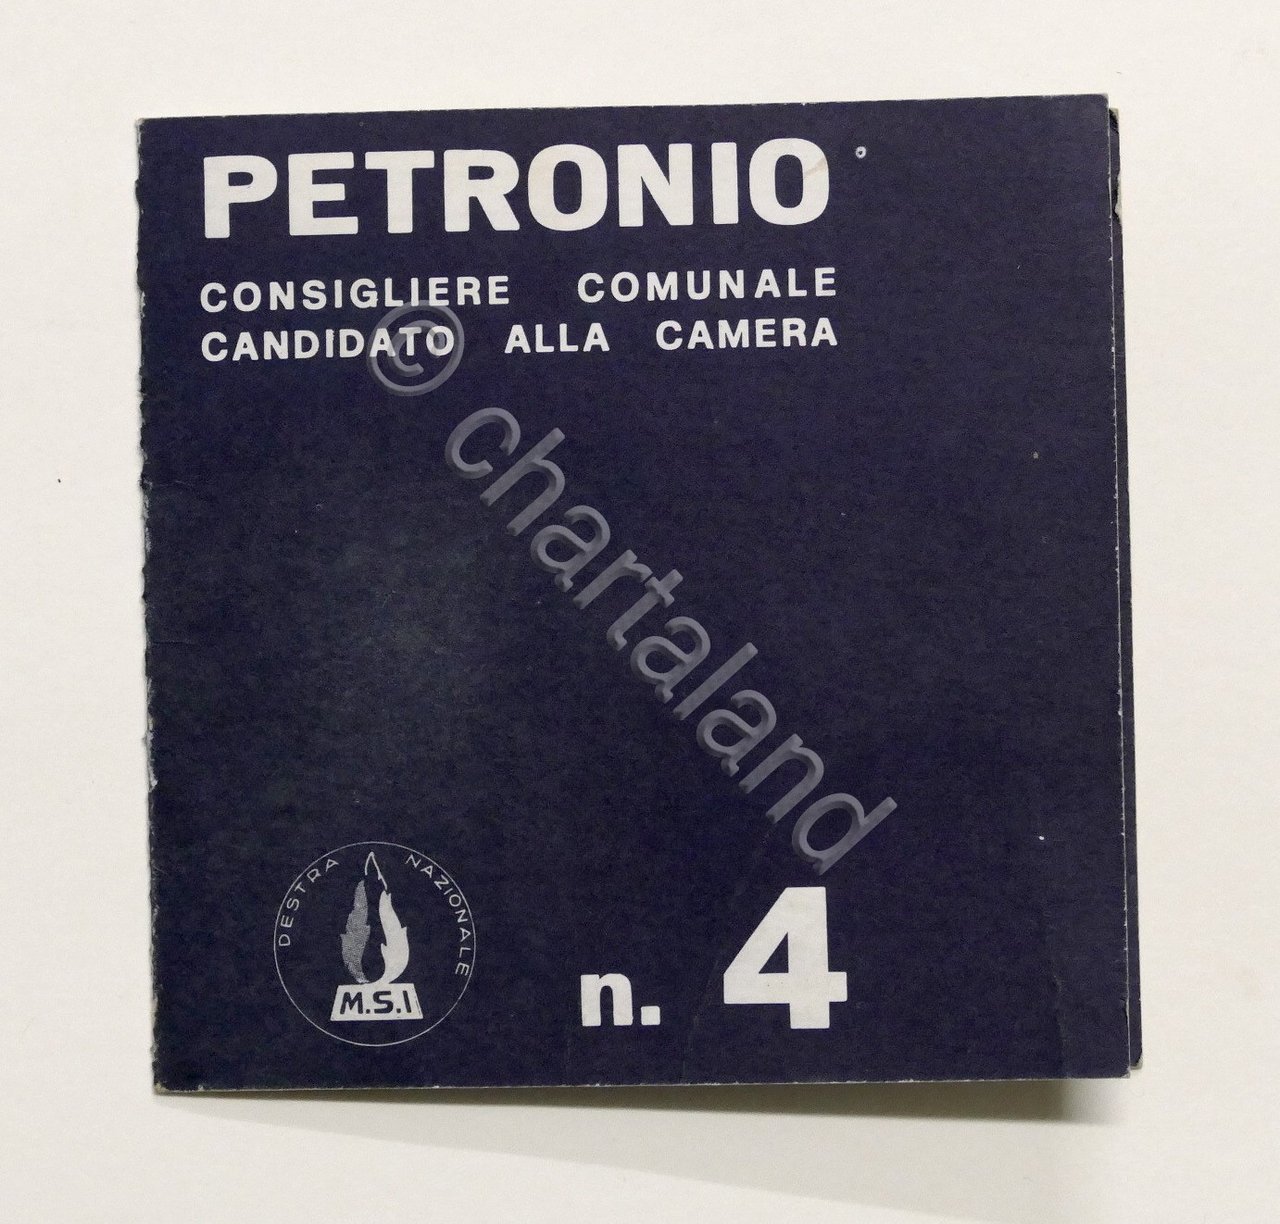 PETRONIO
CONSIGLIERE COMUNALE
CANDIDATO ALLA CAMERA
© chartaland
DESTRA NAZIONALE
M.S.I
n. 4